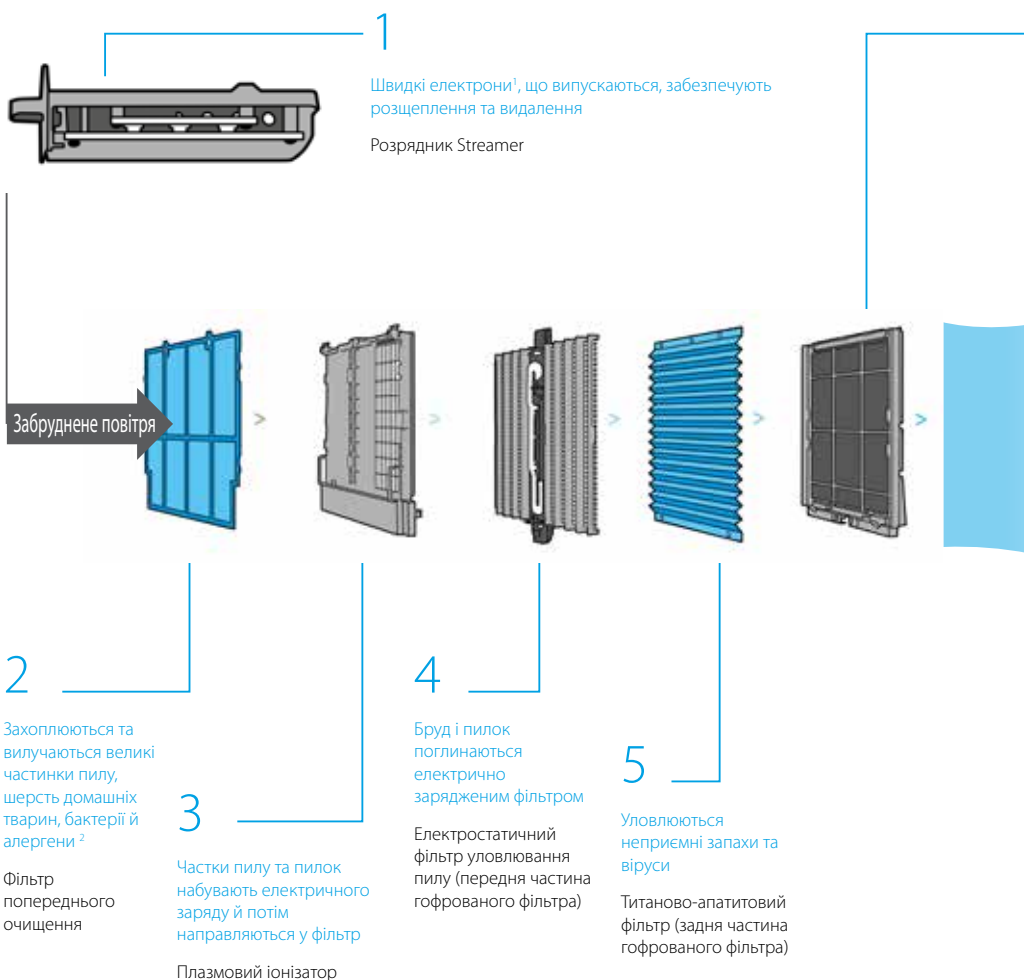 1
Швидкі електрони¹, що випускаються, забезпечують
розщеплення та видалення
Розрядник Streamer
Забруднене повітря
>
>
>
>
>
2
Захоплюються та
вилучаються великі
частинки пилу,
шерсть домашніх
тварин, бактерії й
алергени ²
Фільтр
попереднього
очищення
3
Частки пилу та пилок
набувають електричного
заряду й потім
направляються у фільтр
Плазмовий іонізатор
4
Бруд і пилок
поглинаються
електрично
зарядженим фільтром
Електростатичний
фільтр уловлювання
пилу (передня частина
гофрованого фільтра)
5
Уловлюються
неприємні запахи та
віруси
Титаново-апатитовий
фільтр (задня частина
гофрованого фільтра)